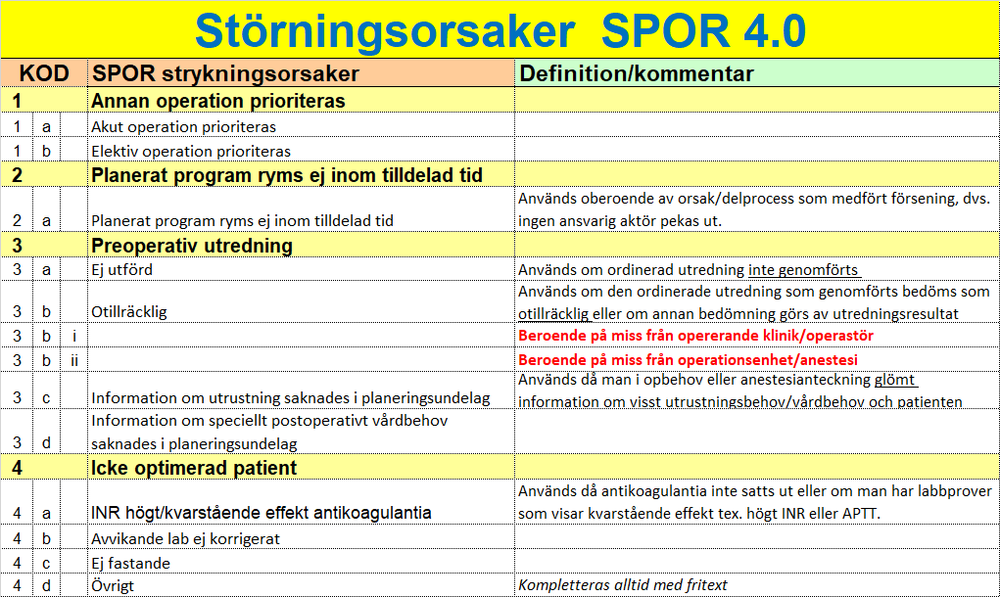 Störningsorsaker SPOR 4.0
KOD SPOR strykningsorsaker Definition/kommentar
1 Annan operation prioriteras
1 a Akut operation prioriteras
1 b Elektiv operation prioriteras
2 Planerat program ryms ej inom tilldelad tid
Används oberoende av orsak/delprocess som medfört försening, dvs.
2 a Planerat program ryms ej inom tilldelad tid ingen ansvarig aktör pekas ut.
3 Preoperativ utredning
3 a Ej utförd Används om ordinerad utredning inte genomförts
Används om den ordinerade utredning som genomförts bedöms som
3 b Otillräcklig otillräcklig eller om annan bedömning görs av utredningsresultat
3 b i Beroende på miss från opererande klinik/operastör
3 b ii Beroende på miss från operationsenhet/anestesi
Används då man i opbehov eller anestesianteckning glömt
3 c Information om utrustning saknades i planeringsundelag information om visst utrustningsbehov/vårdbehov och patienten
Information om speciellt postoperativt vårdbehov
3 d saknades i planeringsundelag
4 Icke optimerad patient
Används då antikoagulantia inte satts ut eller om man har labbprover
4 a INR högt/kvarstående effekt antikoagulantia som visar kvarstående effekt tex. högt INR eller APTT.
4 b Avvikande lab ej korrigerat
4 c Ej fastande
4 d Övrigt Kompletteras alltid med fritext